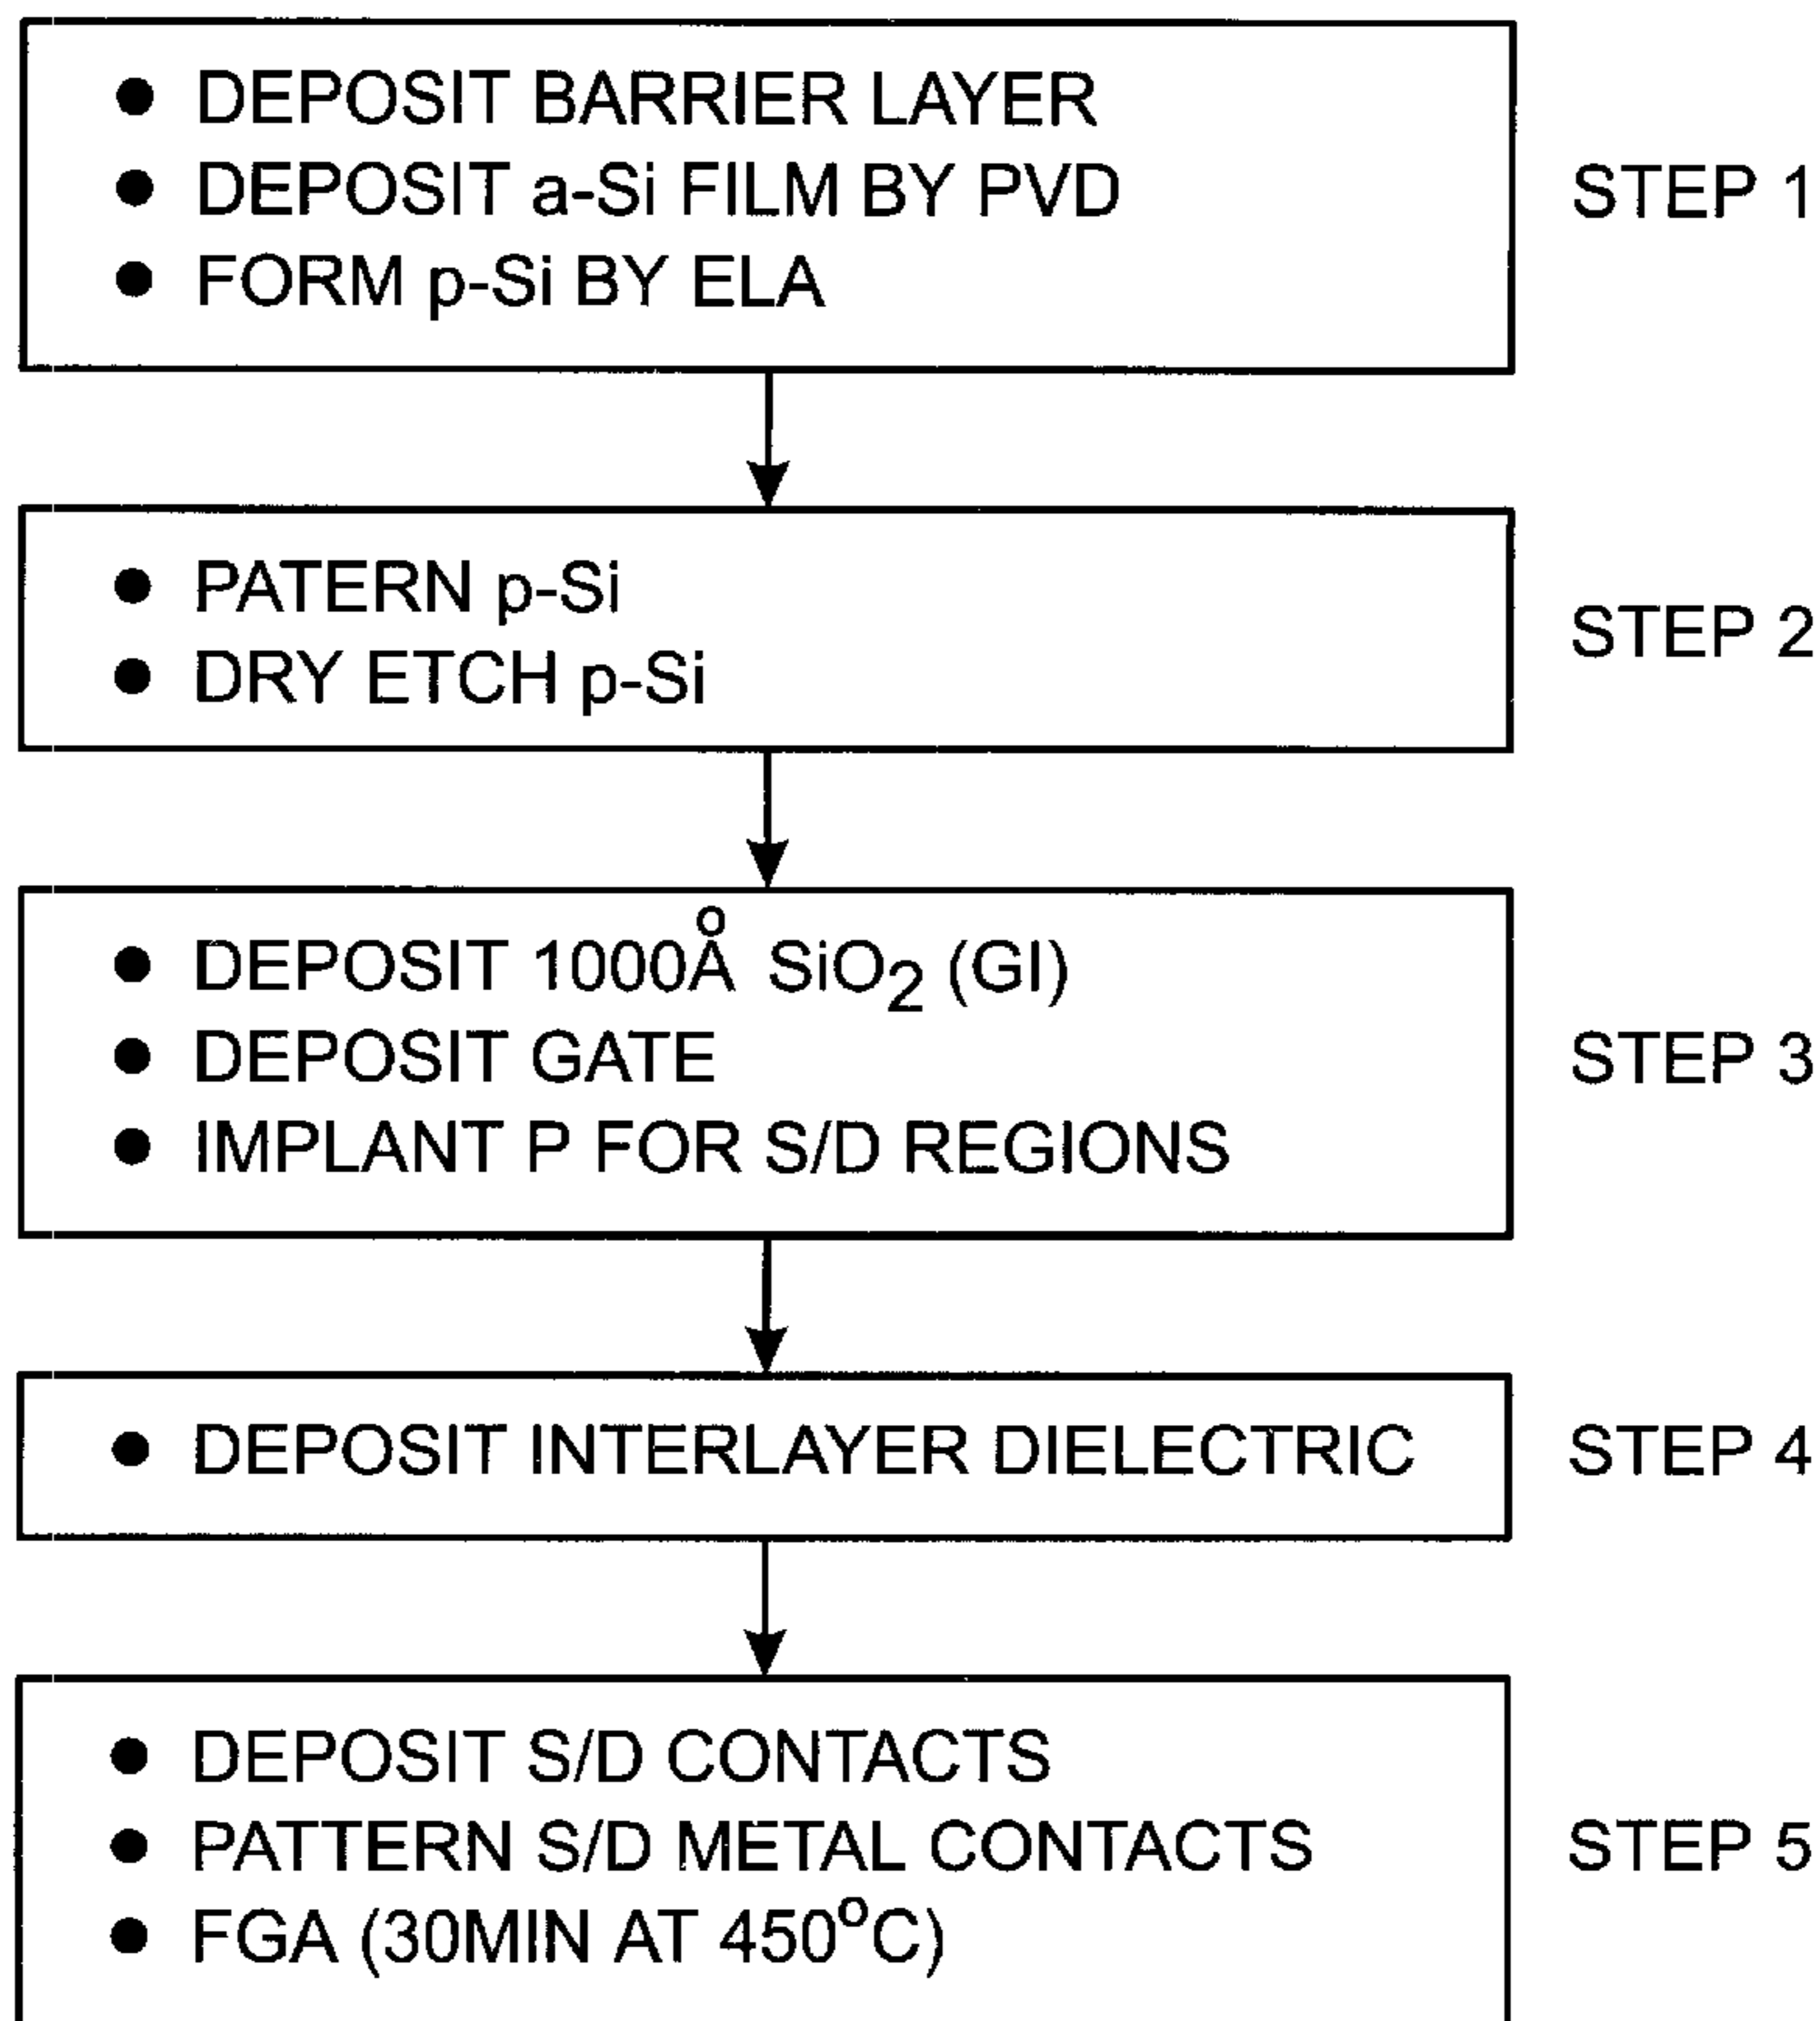 ● DEPOSIT BARRIER LAYER
● DEPOSIT a-Si FILM BY PVD
● FORM p-Si BY ELA
STEP 1
● PATERN p-Si
● DRY ETCH p-Si
STEP 2
● DEPOSIT 1000Å SiO₂ (GI)
● DEPOSIT GATE
● IMPLANT P FOR S/D REGIONS
STEP 3
● DEPOSIT INTERLAYER DIELECTRIC
STEP 4
● DEPOSIT S/D CONTACTS
● PATTERN S/D METAL CONTACTS
● FGA (30MIN AT 450°C)
STEP 5